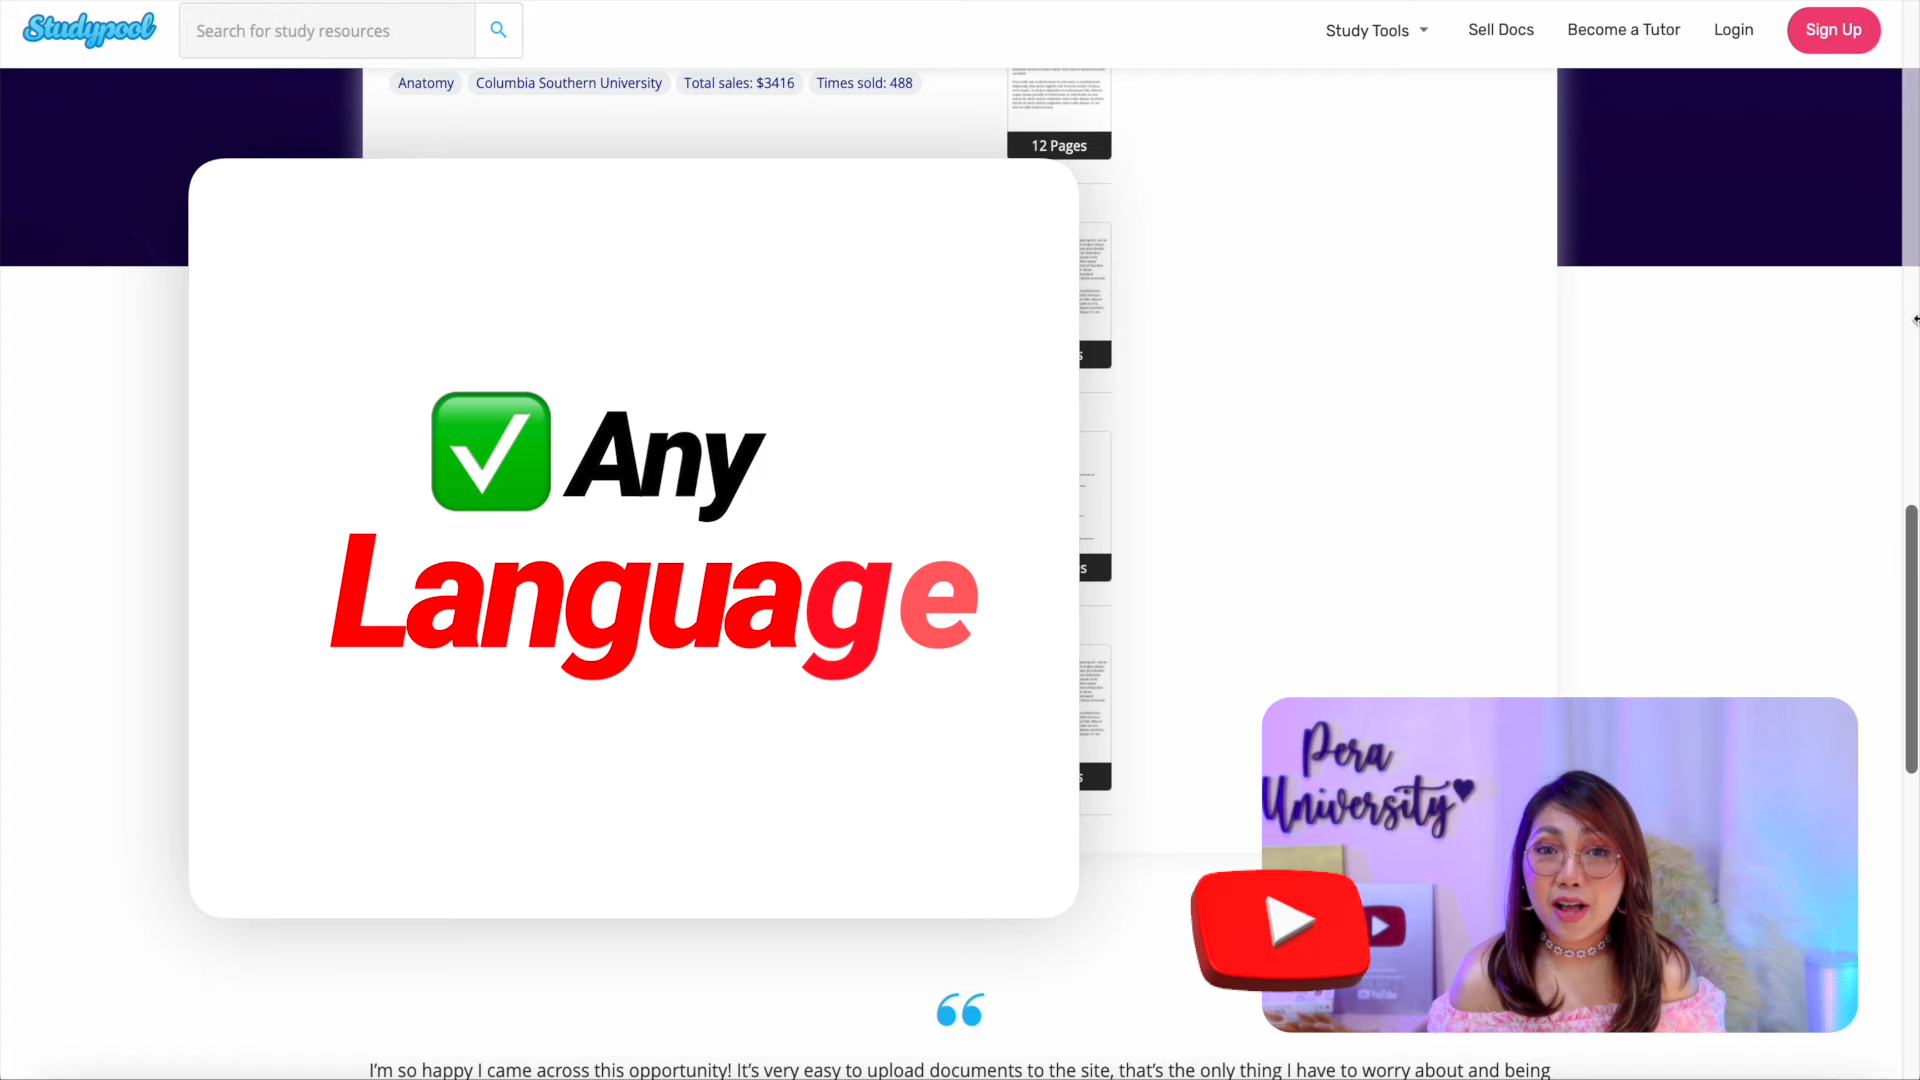 Studypool
Search for study resources
Study Tools
Sell Docs
Become a Tutor
Login
Sign Up
Anatomy
Columbia Southern University
Total sales: $3416
Times sold: 488
12 Pages
✅ Any
Language
Pera
University
I'm so happy I came across this opportunity! It's very easy to upload documents to the site, that's the only thing I have to worry about and being